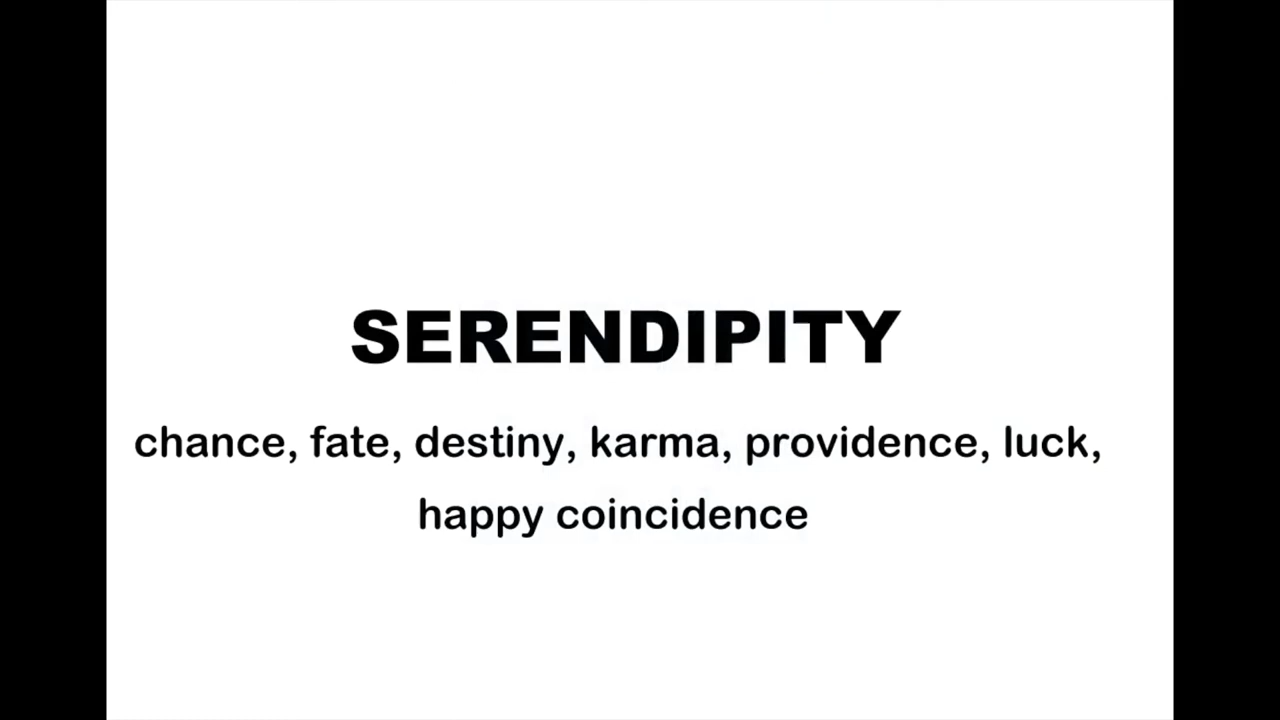 SERENDIPITY
chance, fate, destiny, karma, providence, luck,
happy coincidence